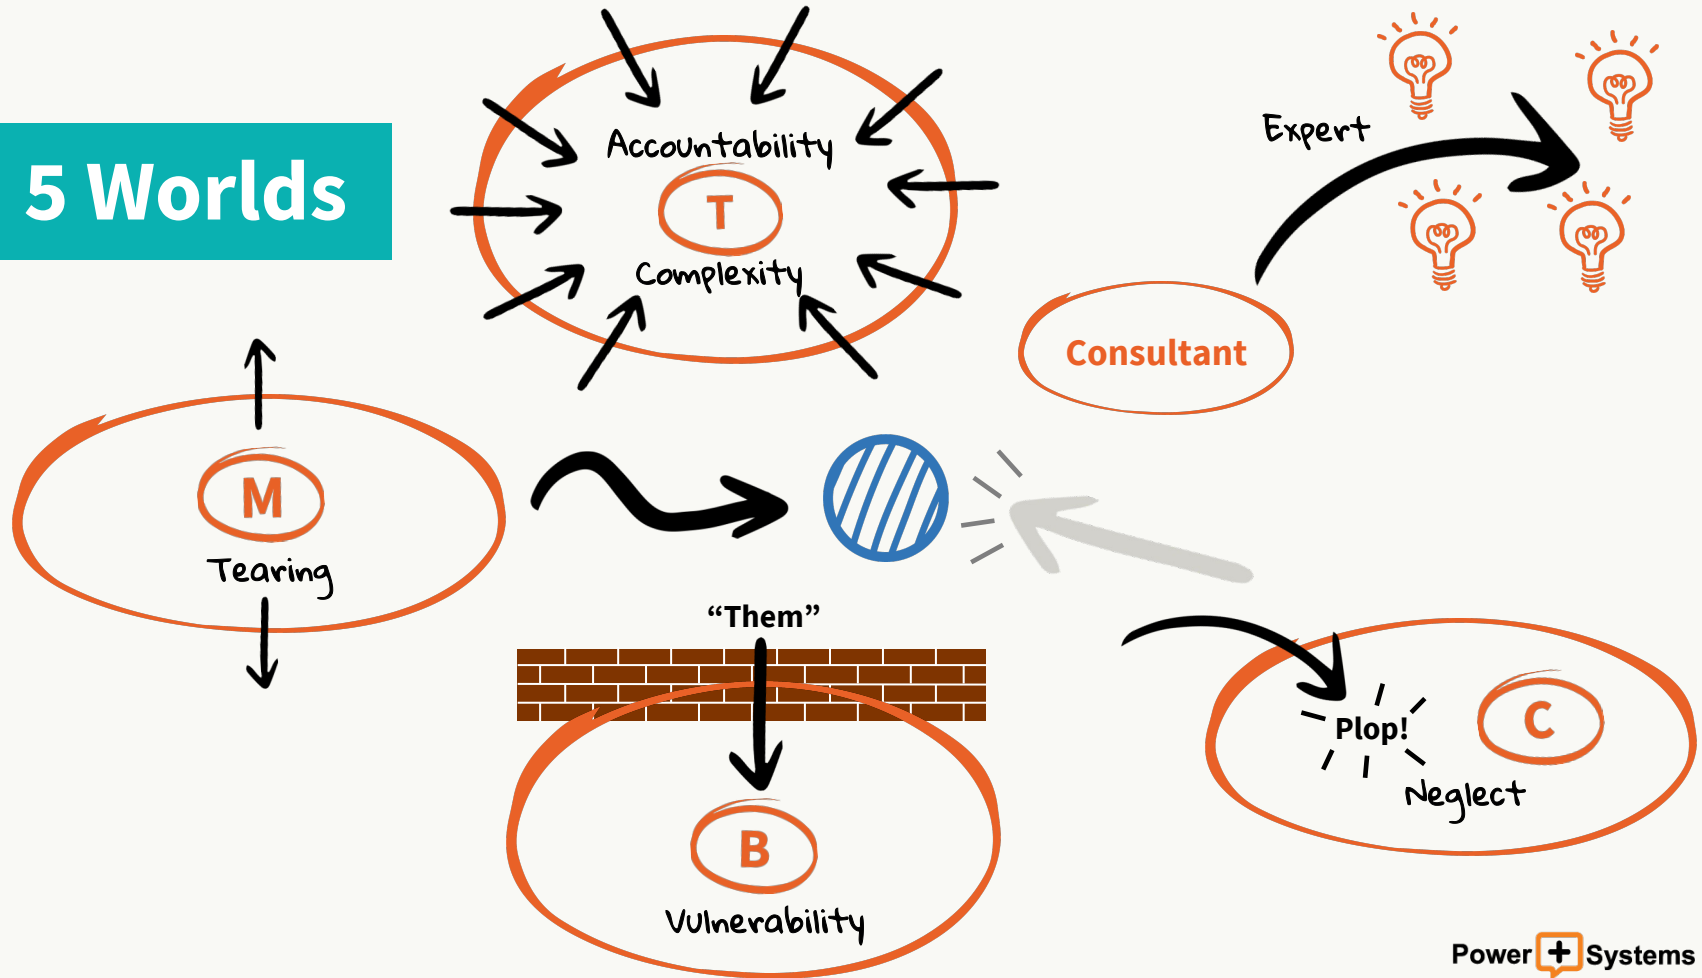 5 Worlds
Accountability
T
Complexity
Expert
Consultant
M
Tearing
“Them”
B
Vulnerability
Plop!
C
Neglect
Power + Systems